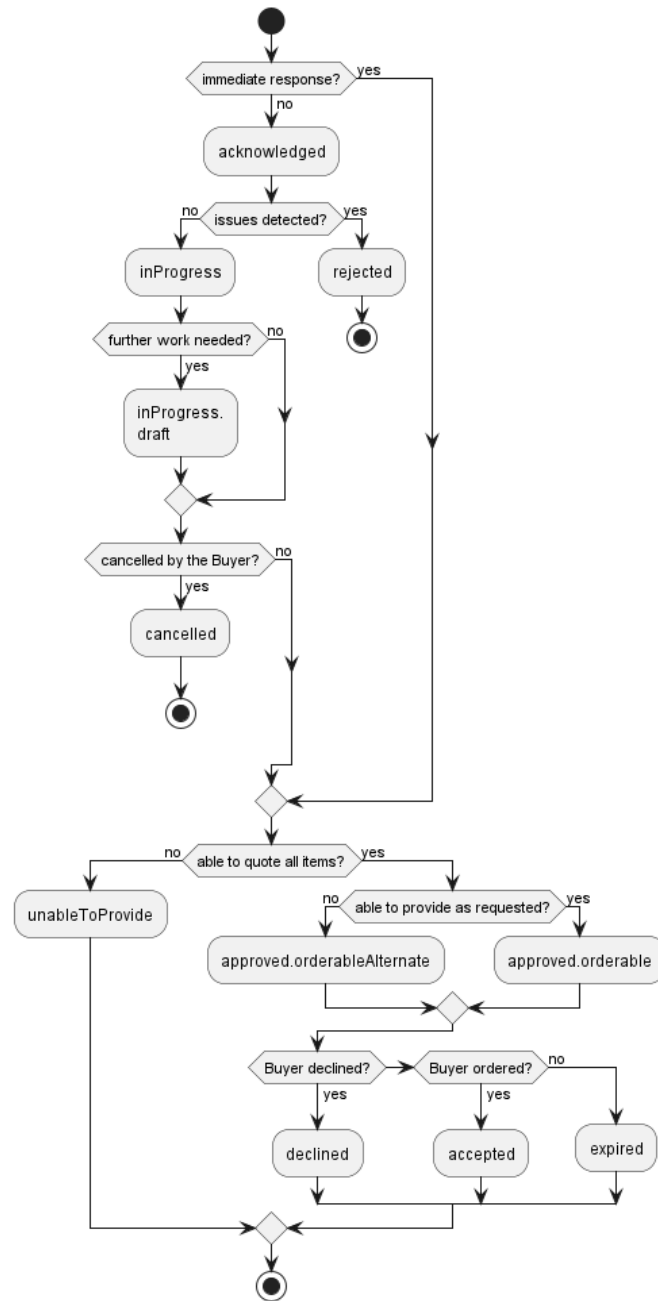 immediate response?
yes
no
acknowledged
issues detected?
no
yes
inProgress
rejected
further work needed?
no
yes
inProgress.
draft
cancelled by the Buyer?
no
yes
cancelled
able to quote all items?
no
yes
unableToProvide
able to provide as requested?
no
yes
approved.orderableAlternate
approved.orderable
Buyer declined?
Buyer ordered?
no
yes
yes
declined
accepted
expired